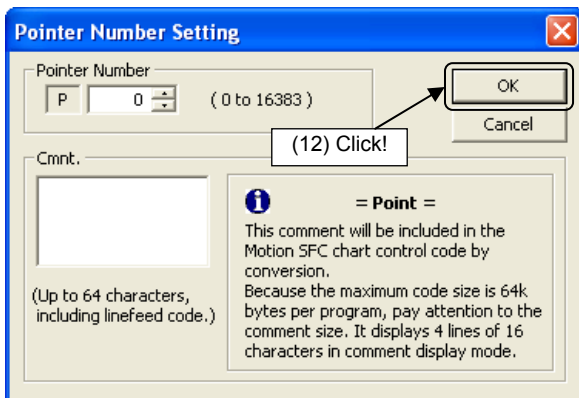 Pointer Number Setting
Pointer Number
P 0 ( 0 to 16383 )
OK
Cancel
(12) Click!
Cmnt.
(Up to 64 characters,
including linefeed code.)
= Point =
This comment will be included in the
Motion SFC chart control code by
conversion.
Because the maximum code size is 64k
bytes per program, pay attention to the
comment size. It displays 4 lines of 16
characters in comment display mode.